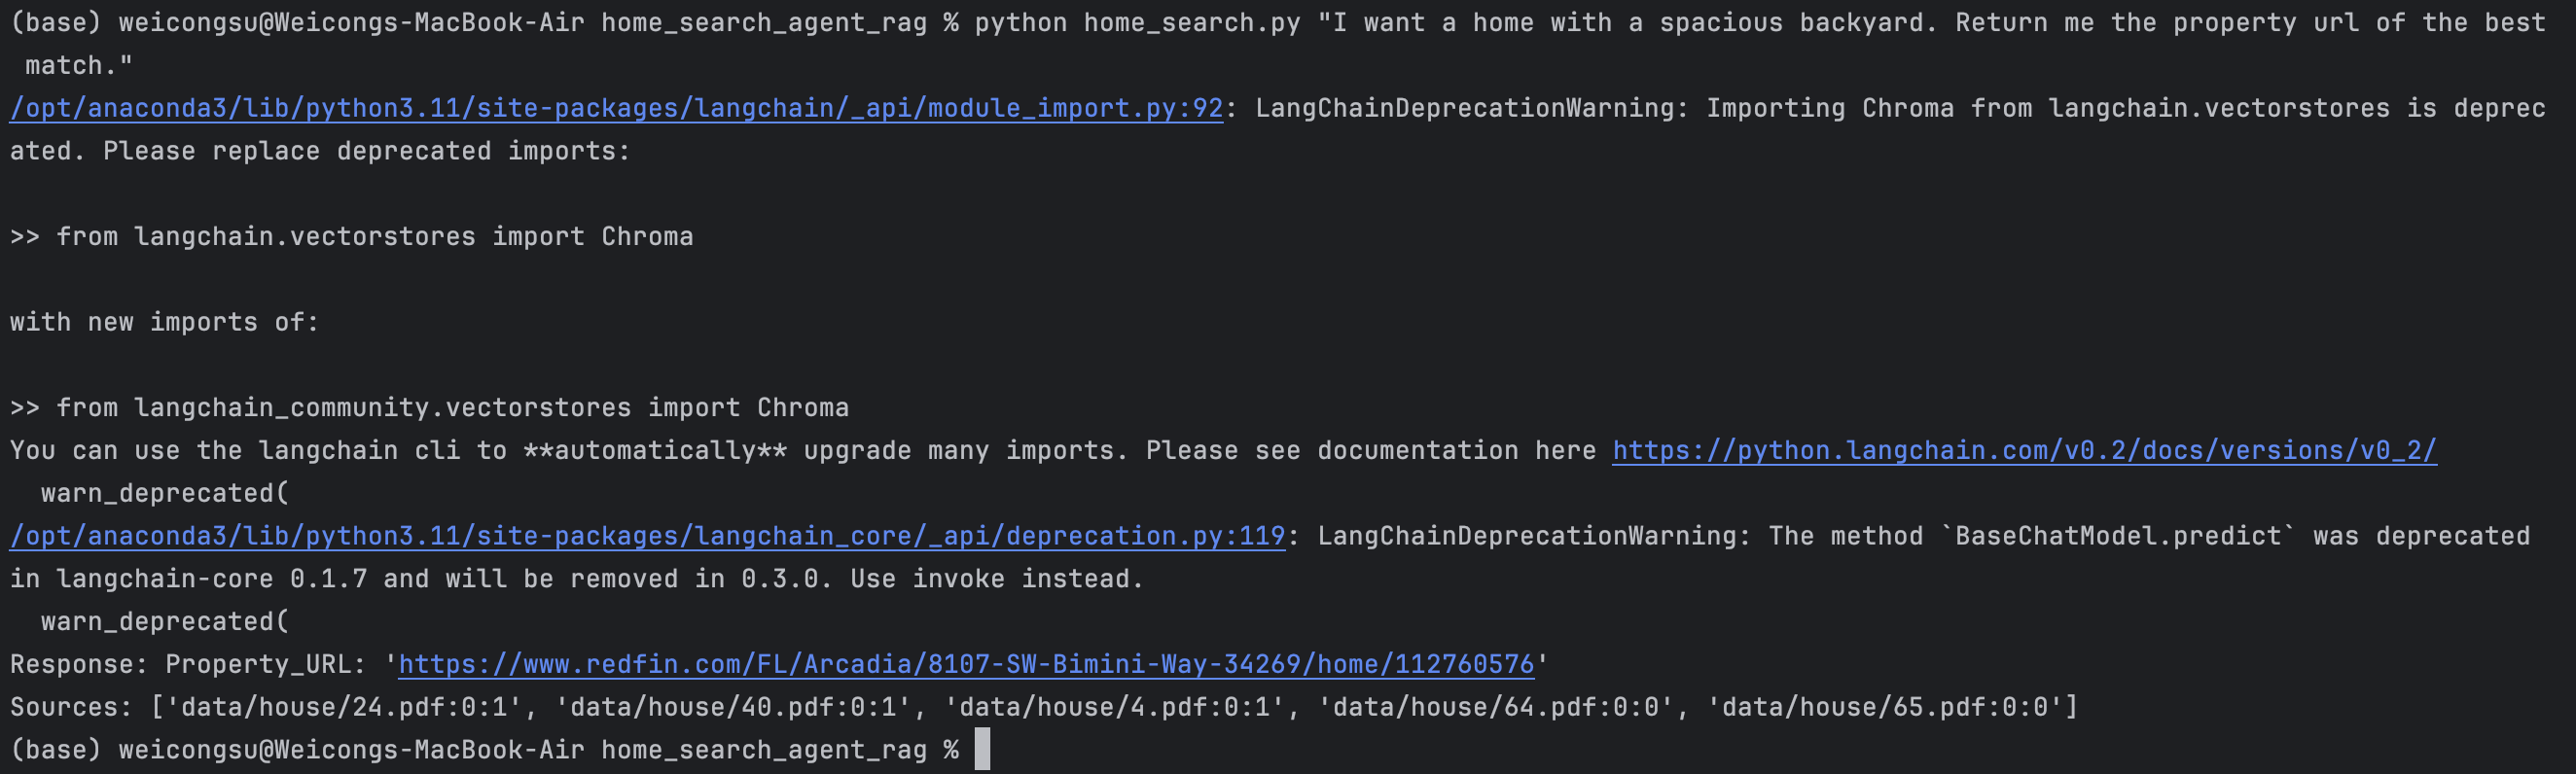 (base) weicongsu@Weicongs-MacBook-Air home_search_agent_rag % python home_search.py "I want a home with a spacious backyard. Return me the property url of the best
 match."
/opt/anaconda3/lib/python3.11/site-packages/langchain/_api/module_import.py:92: LangChainDeprecationWarning: Importing Chroma from langchain.vectorstores is deprec
ated. Please replace deprecated imports:

>> from langchain.vectorstores import Chroma

with new imports of:

>> from langchain_community.vectorstores import Chroma
You can use the langchain cli to **automatically** upgrade many imports. Please see documentation here https://python.langchain.com/v0.2/docs/versions/v0_2/
  warn_deprecated(
/opt/anaconda3/lib/python3.11/site-packages/langchain_core/_api/deprecation.py:119: LangChainDeprecationWarning: The method `BaseChatModel.predict` was deprecated
in langchain-core 0.1.7 and will be removed in 0.3.0. Use invoke instead.
  warn_deprecated(
Response: Property_URL: 'https://www.redfin.com/FL/Arcadia/8107-SW-Bimini-Way-34269/home/112760576'
Sources: ['data/house/24.pdf:0:1', 'data/house/40.pdf:0:1', 'data/house/4.pdf:0:1', 'data/house/64.pdf:0:0', 'data/house/65.pdf:0:0']
(base) weicongsu@Weicongs-MacBook-Air home_search_agent_rag %